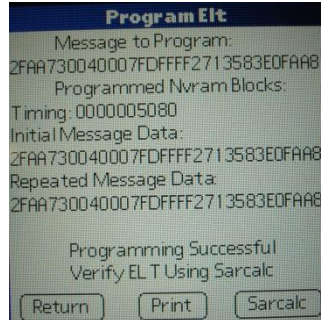 Program Elt
Message to Program:
2FAA730040007FDFFFF2713583E0FAA8
Programmed Nvram Blocks:
Timing: 0000005080
Initial Message Data:
2FAA730040007FDFFFF2713583E0FAA8
Repeated Message Data:
2FAA730040007FDFFFF2713583E0FAA8
Programming Successful
Verify ELT Using Sarcalc
Return Print Sarcalc